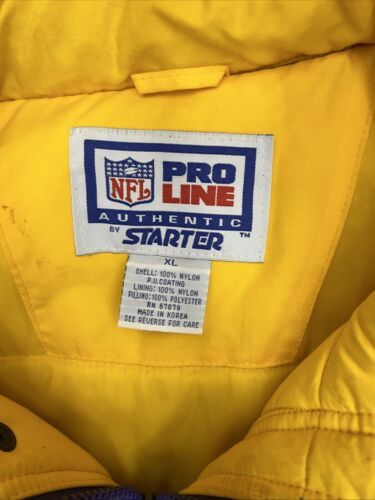 NFL
PRO
LINE
AUTHENTIC
BY STARTER ™
XL
SHELL: 100% NYLON
P.U. COATING
LINING: 100% NYLON
FILLING: 100% POLYESTER
RN 67879
MADE IN KOREA
SEE REVERSE FOR CARE